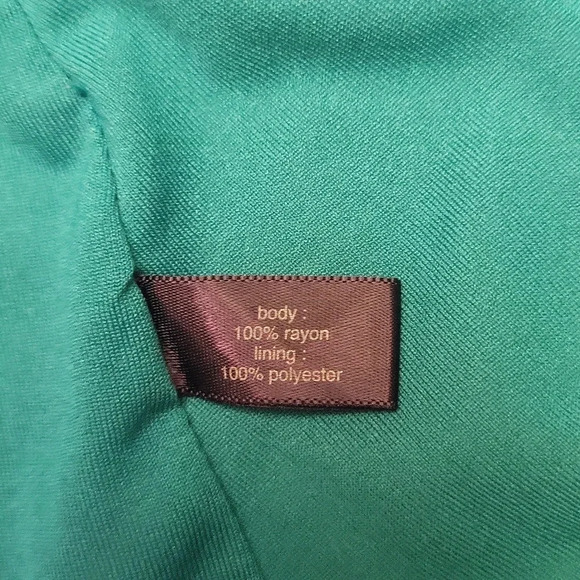 body :
100% rayon
lining :
100% polyester